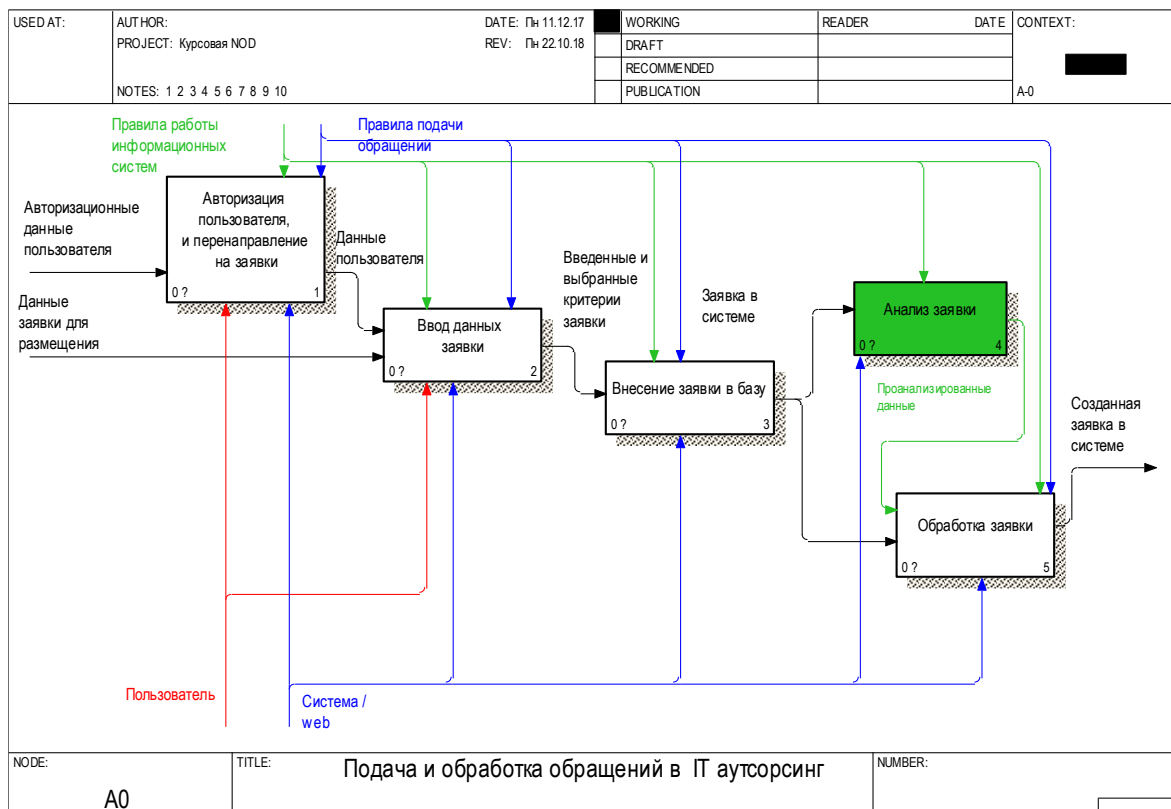 USED AT:
AUTHOR:
DATE: Пн 11.12.17
PROJECT: Курсовая NOD
REV: Пн 22.10.18
NOTES: 1 2 3 4 5 6 7 8 9 10
WORKING
DRAFT
RECOMMENDED
PUBLICATION
READER
DATE
CONTEXT:
A-0
Правила работы
информационных
систем
Правила подачи
обращений
Авторизационные
данные
пользователя
Авторизация
пользователя,
и перенаправление
на заявки
0 ?
1
Данные
пользователя
Данные
заявки для
размещения
Ввод данных
заявки
0 ?
2
Введенные и
выбранные
критерии
заявки
Внесение заявки в базу
0 ?
3
Заявка в
системе
Анализ заявки
0 ?
4
Проанализированные
данные
Созданная
заявка в
системе
Обработка заявки
0 ?
5
Пользователь
Система /
web
NODE:
A0
TITLE:
Подача и обработка обращений в IT аутсорсинг
NUMBER: